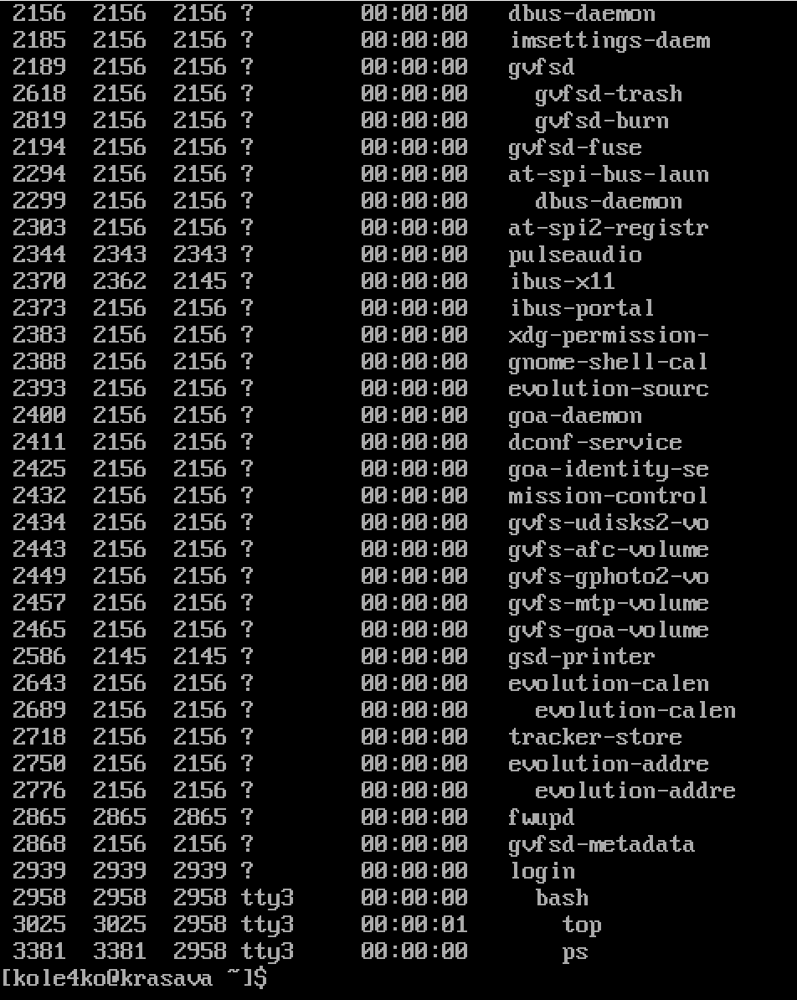 2156  2156  2156 ?        00:00:00   dbus-daemon
2185  2156  2156 ?        00:00:00   imsettings-daem
2189  2156  2156 ?        00:00:00   gvfsd
2618  2156  2156 ?        00:00:00     gvfsd-trash
2819  2156  2156 ?        00:00:00     gvfsd-burn
2194  2156  2156 ?        00:00:00   gvfsd-fuse
2294  2156  2156 ?        00:00:00   at-spi-bus-laun
2299  2156  2156 ?        00:00:00     dbus-daemon
2303  2156  2156 ?        00:00:00   at-spi2-registr
2344  2343  2343 ?        00:00:00   pulseaudio
2370  2362  2145 ?        00:00:00   ibus-x11
2373  2156  2156 ?        00:00:00   ibus-portal
2383  2156  2156 ?        00:00:00   xdg-permission-
2388  2156  2156 ?        00:00:00   gnome-shell-cal
2393  2156  2156 ?        00:00:00   evolution-sourc
2400  2156  2156 ?        00:00:00   goa-daemon
2411  2156  2156 ?        00:00:00   dconf-service
2425  2156  2156 ?        00:00:00   goa-identity-se
2432  2156  2156 ?        00:00:00   mission-control
2434  2156  2156 ?        00:00:00   gvfs-udisks2-vo
2443  2156  2156 ?        00:00:00   gvfs-afc-volume
2449  2156  2156 ?        00:00:00   gvfs-gphoto2-vo
2457  2156  2156 ?        00:00:00   gvfs-mtp-volume
2465  2156  2156 ?        00:00:00   gvfs-goa-volume
2586  2145  2145 ?        00:00:00   gsd-printer
2643  2156  2156 ?        00:00:00   evolution-calen
2689  2156  2156 ?        00:00:00     evolution-calen
2718  2156  2156 ?        00:00:00   tracker-store
2750  2156  2156 ?        00:00:00   evolution-addre
2776  2156  2156 ?        00:00:00     evolution-addre
2865  2865  2865 ?        00:00:00   fwupd
2868  2156  2156 ?        00:00:00   gvfsd-metadata
2939  2939  2939 ?        00:00:00   login
2958  2958  2958 tty3     00:00:00     bash
3025  3025  2958 tty3     00:00:01       top
3381  3381  2958 tty3     00:00:00       ps
[kole4ko@krasava ~]$